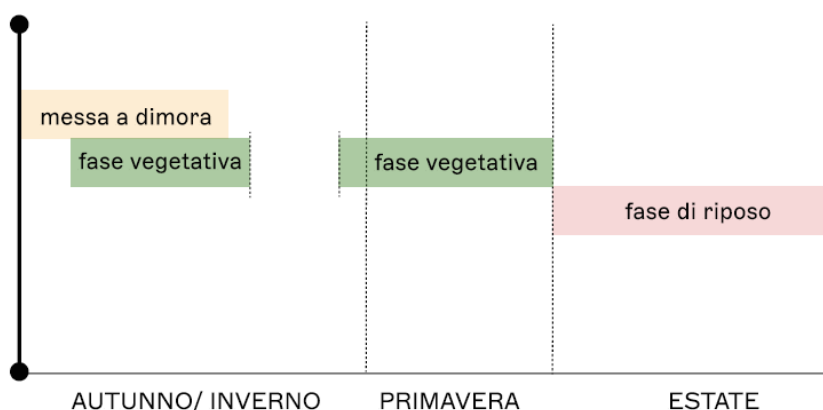 messa a dimora
fase vegetativa
fase vegetativa
fase di riposo
AUTUNNO/ INVERNO
PRIMAVERA
ESTATE